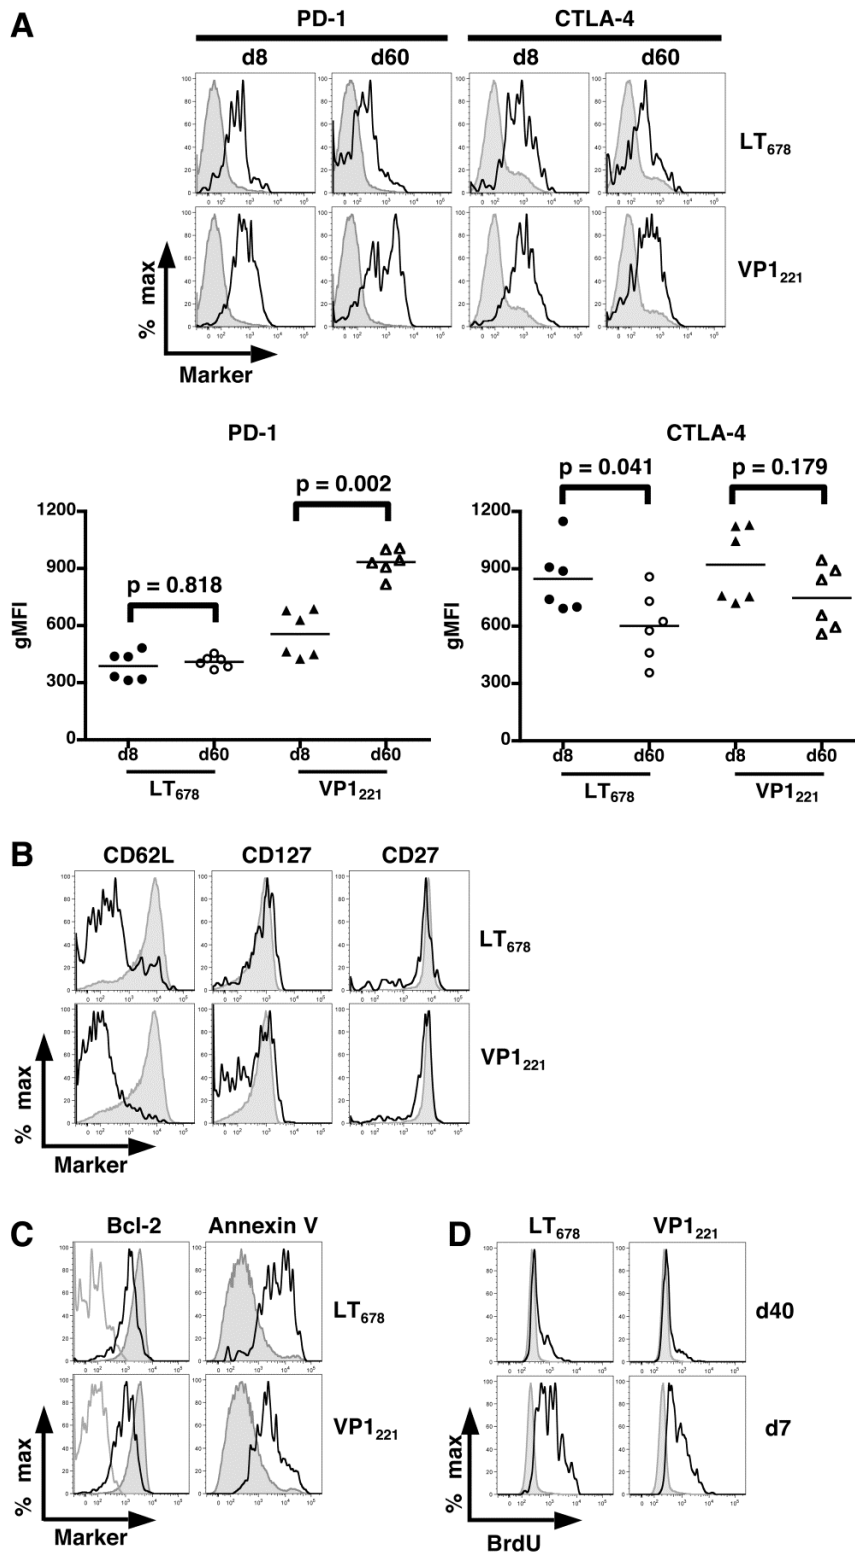 A
PD-1 CTLA-4
d8 d60 d8 d60
LT678
VP1221
% max
Marker
PD-1
p = 0.818
p = 0.002
gMFI
1200
900
600
300
0
d8 d60 d8 d60
LT678 VP1221
CTLA-4
p = 0.041
p = 0.179
gMFI
1200
900
600
300
0
d8 d60 d8 d60
LT678 VP1221
B
CD62L CD127 CD27
LT678
VP1221
% max
Marker
C
Bcl-2 Annexin V
LT678
VP1221
% max
Marker
D
LT678 VP1221
d40
d7
% max
BrdU